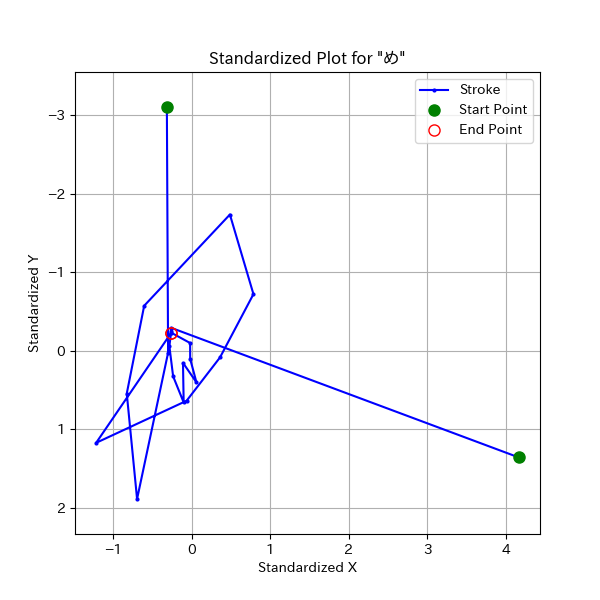 Standardized Plot for "め"
Stroke
Start Point
End Point
Standardized Y
−3
−2
−1
0
1
2
−1
0
1
2
3
4
Standardized X